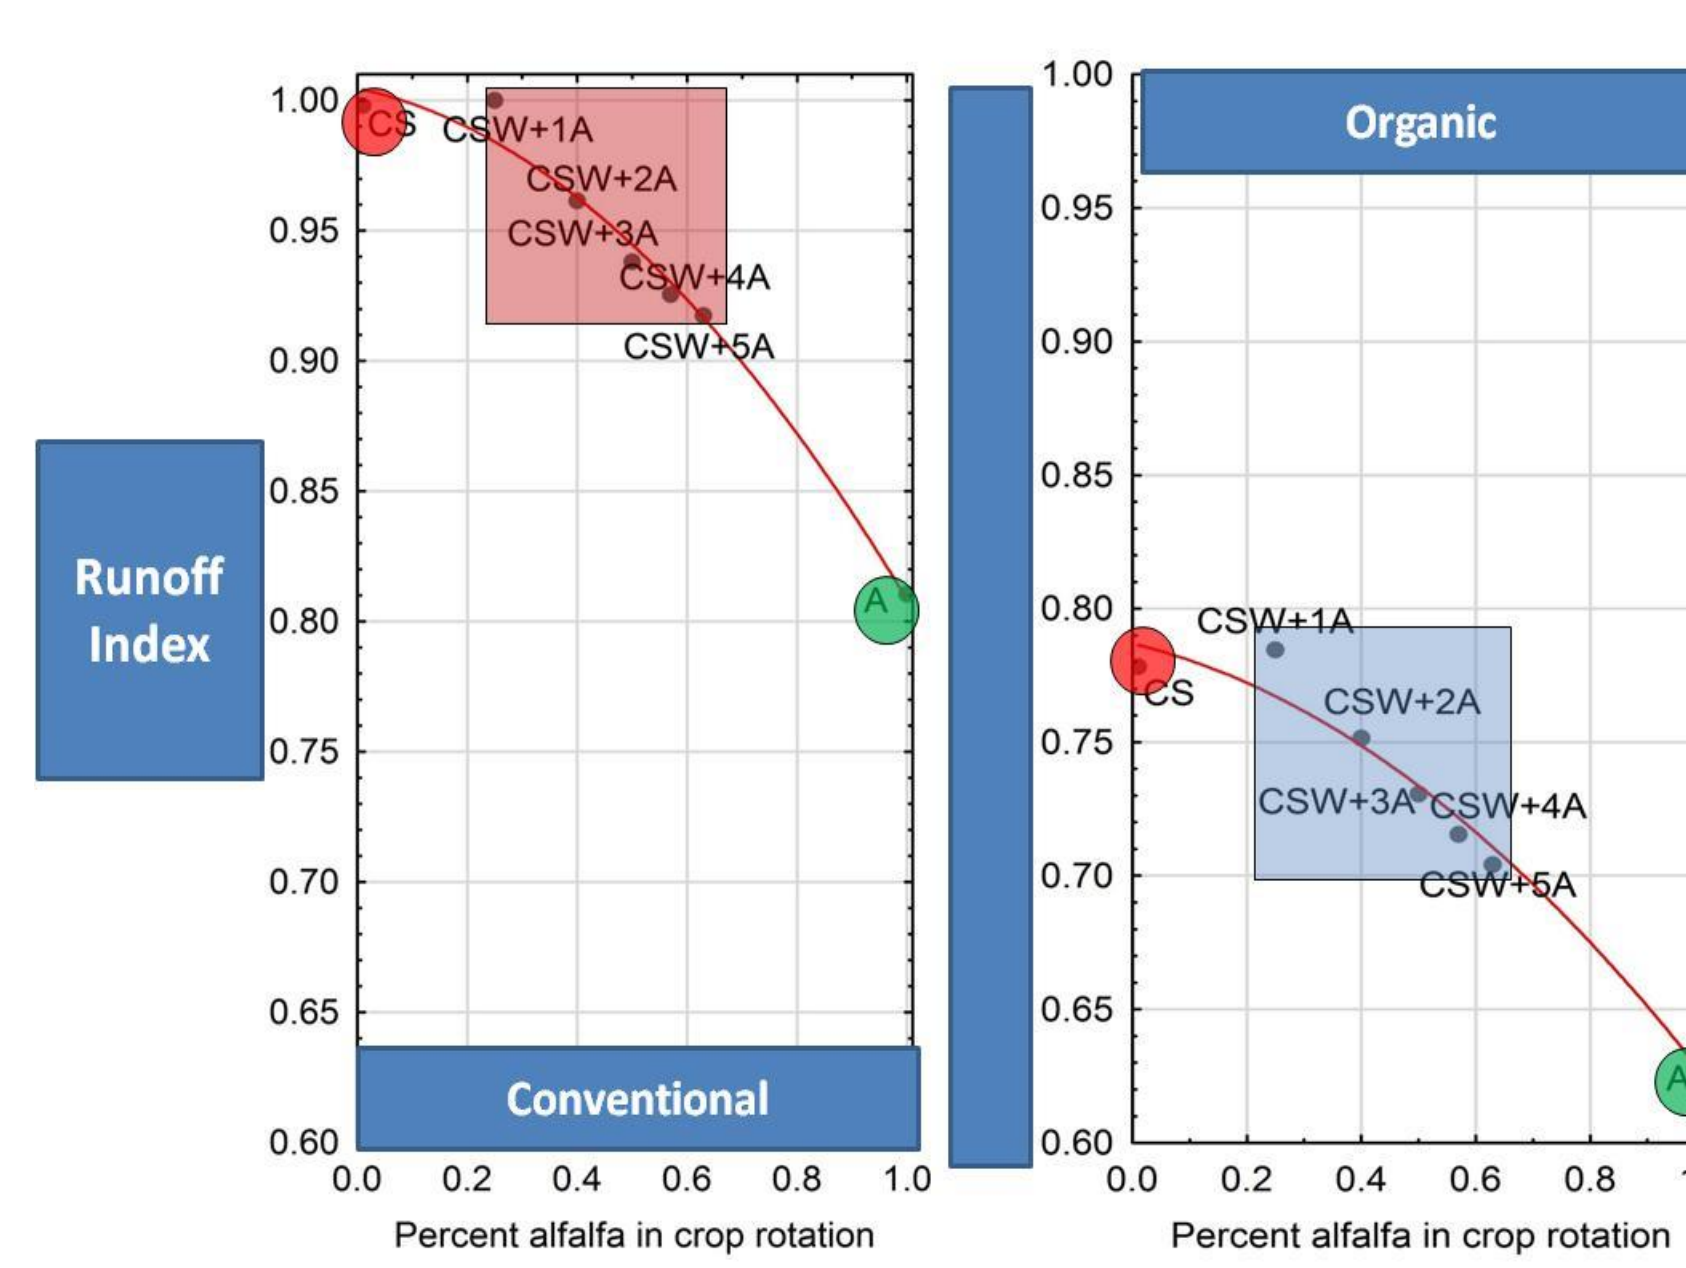 1.00
0.95
0.90
0.85
0.80
0.75
0.70
0.65
0.60
0.0 0.2 0.4 0.6 0.8 1.0
Percent alfalfa in crop rotation
Runoff
Index
CS
CSW+1A
CSW+2A
CSW+3A
CSW+4A
CSW+5A
A
Conventional
1.00
0.95
0.90
0.85
0.80
0.75
0.70
0.65
0.60
0.0 0.2 0.4 0.6 0.8
Percent alfalfa in crop rotation
Organic
CSW+1A
CS
CSW+2A
CSW+3A
CSW+4A
CSW+5A
A